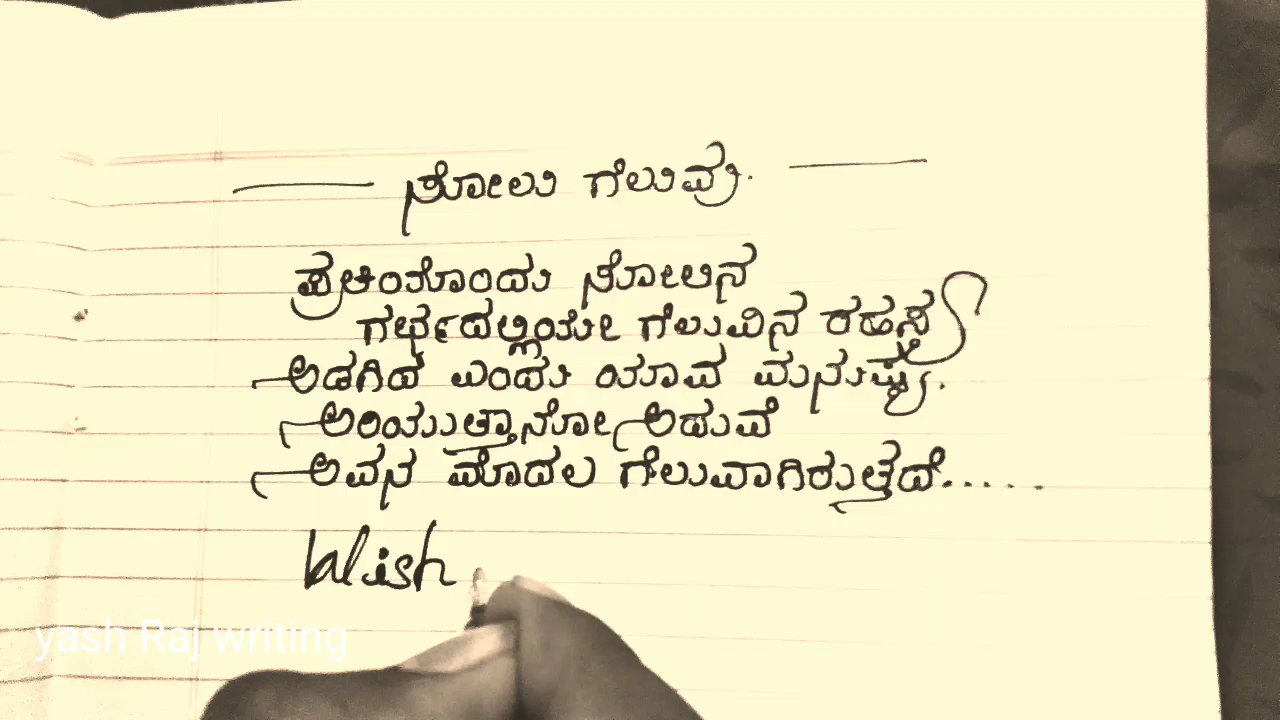 ಸೋಲು ಗೆಲುವು.
ಪ್ರತಿಯೊಂದು ಸೋಲಿನ
ಗರ್ಭದಲ್ಲಿಯೇ ಗೆಲುವಿನ ರಹಸ್ಯ
ಅಡಗಿದೆ ಎಂದು ಯಾವ ಮನುಷ್ಯ.
ಅರಿಯುತ್ತಾನೋ ಅದುವೆ
ಅವನ ಮೊದಲ ಗೆಲುವಾಗಿರುತ್ತದೆ.....
Wish
yash Raj writing